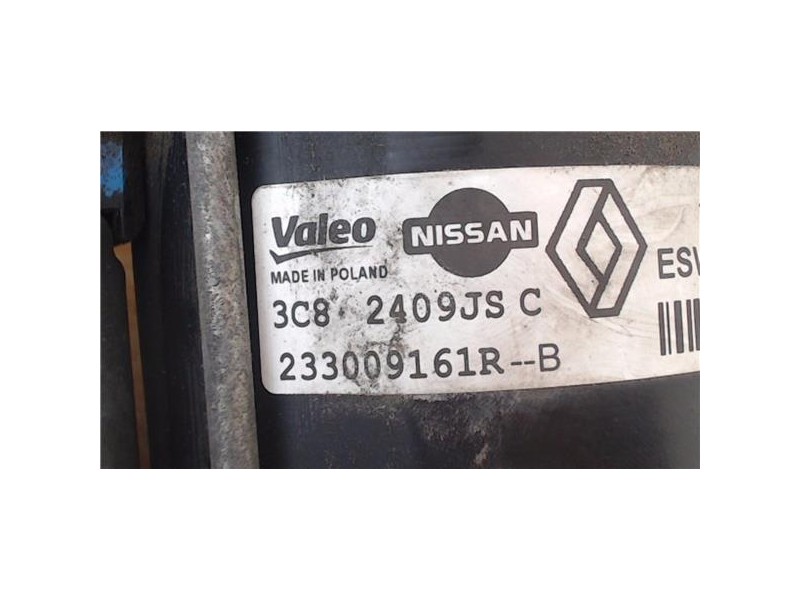 Valeo NISSAN
MADE IN POLAND
ESW
3C8 2409JS C
233009161R--B